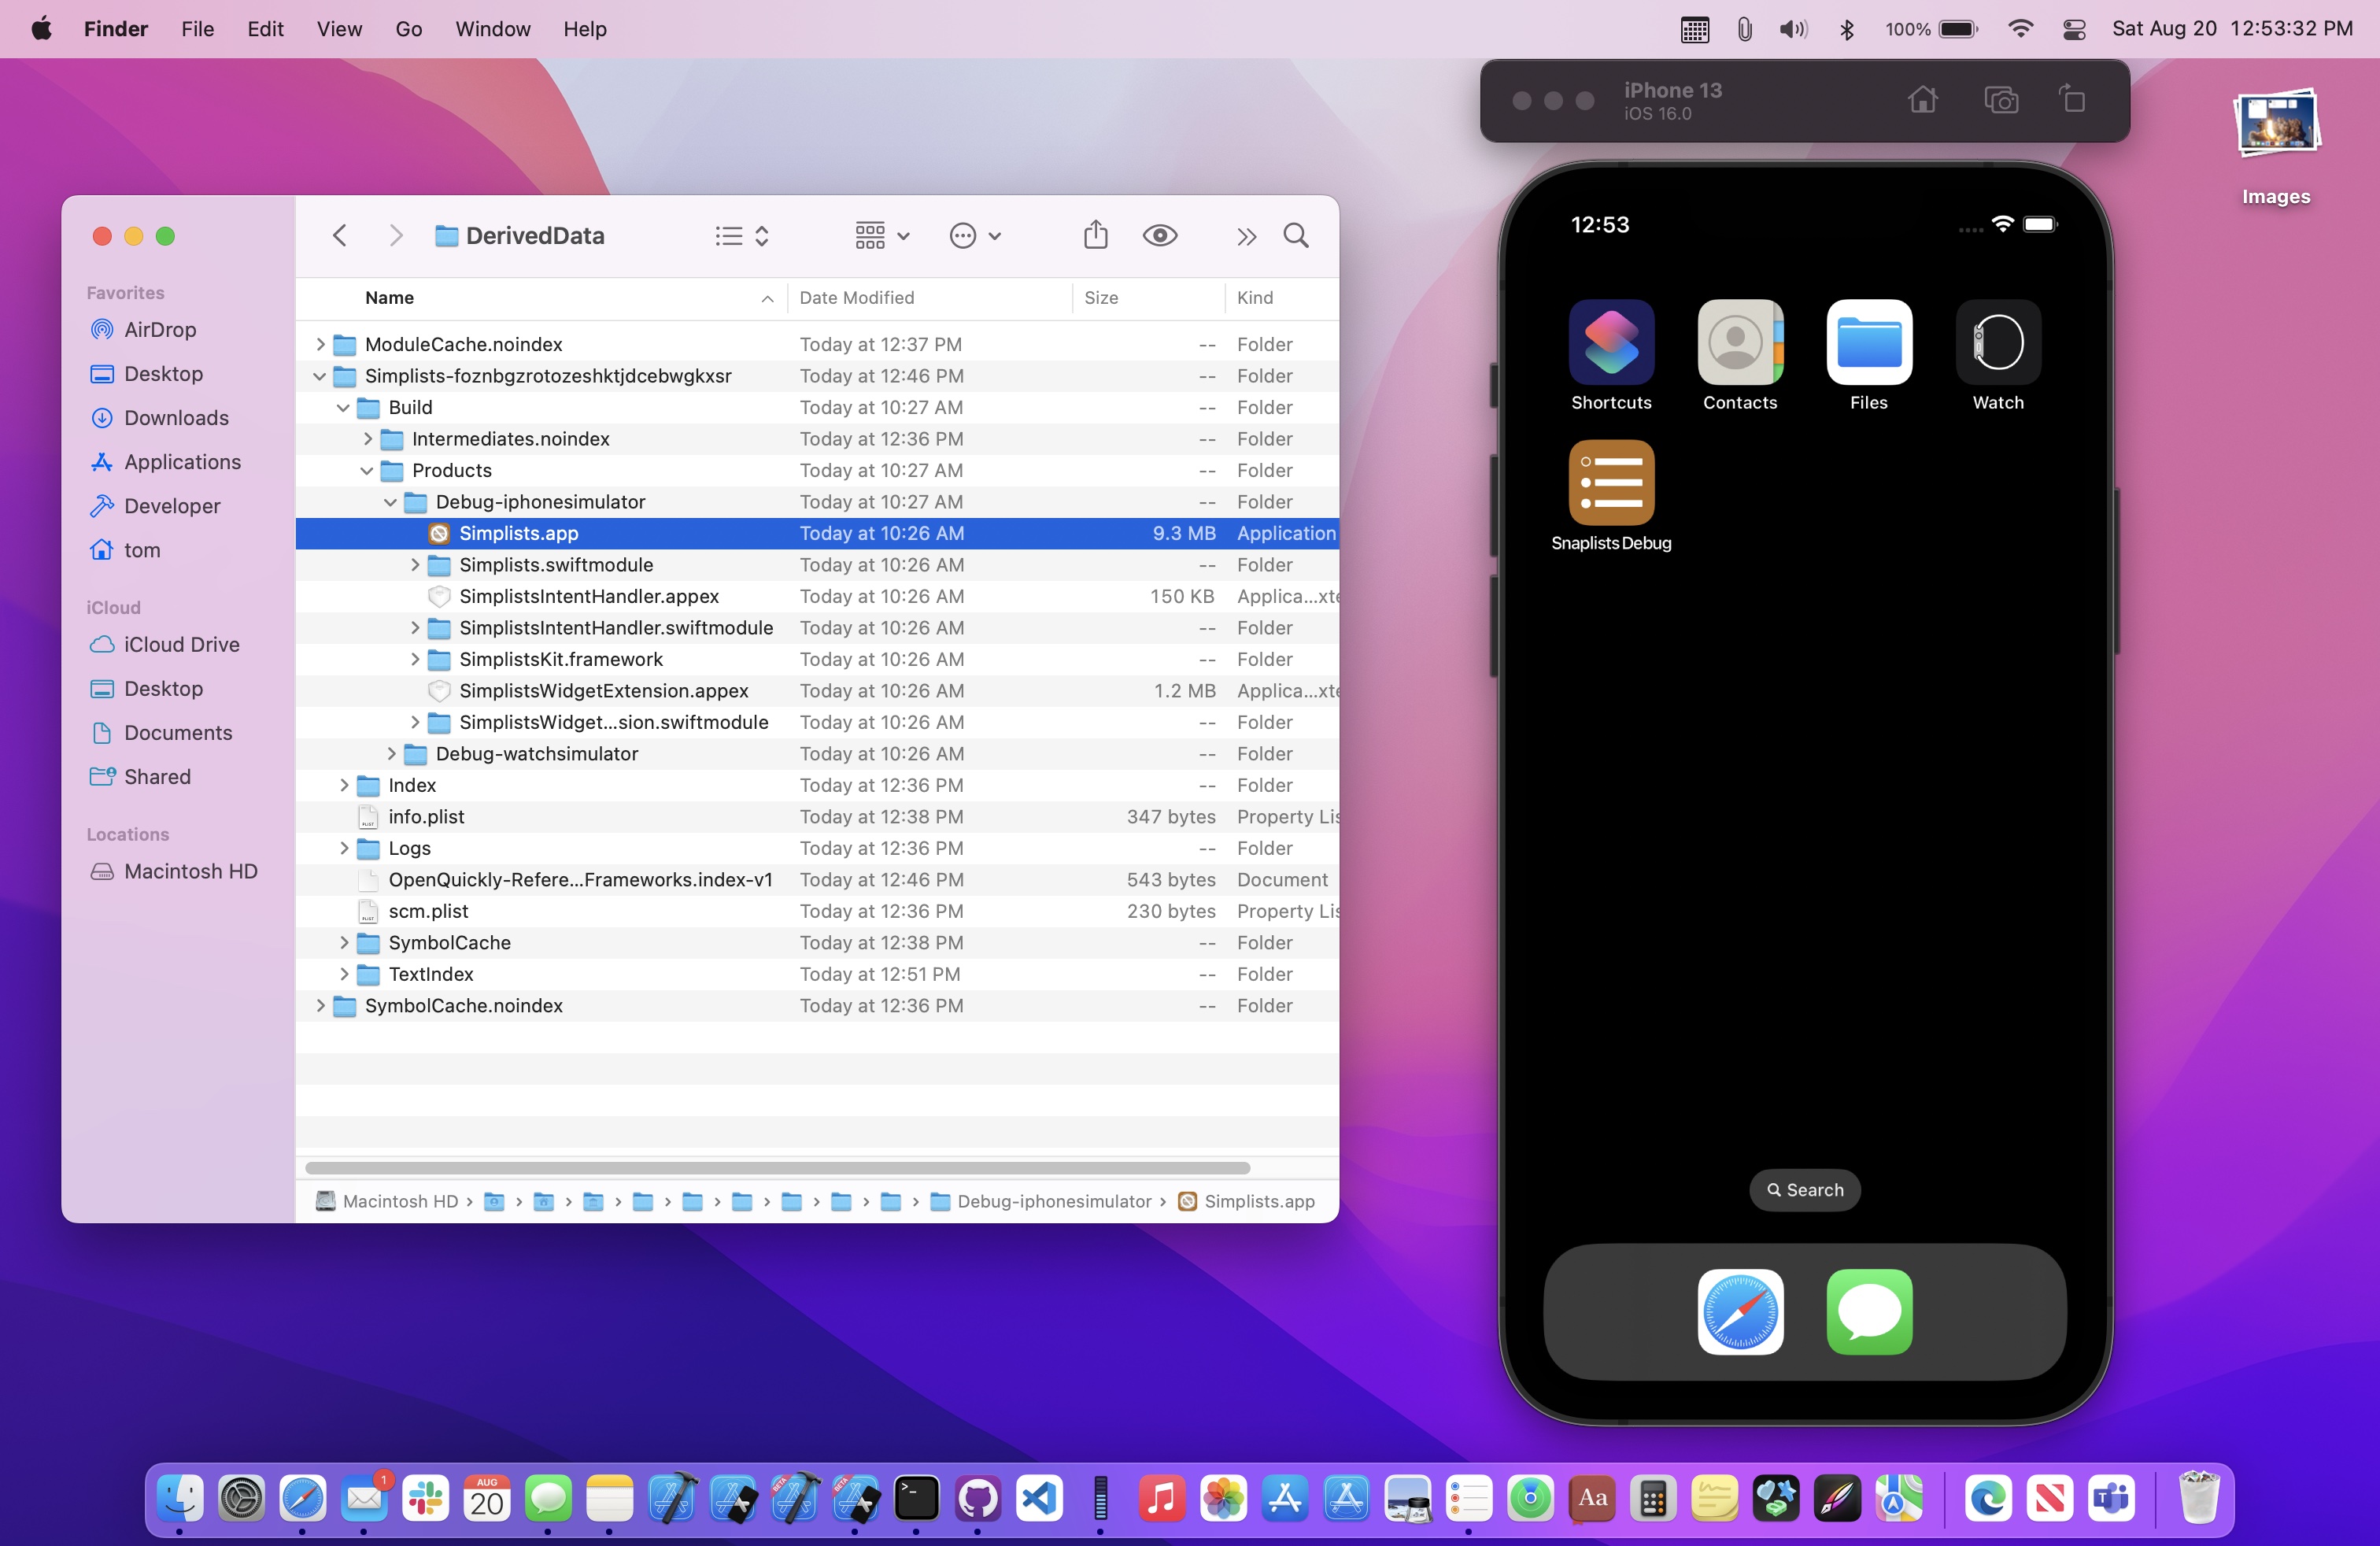 Finder File Edit View Go Window Help 100% Sat Aug 20 12:53:32 PM
iPhone 13
iOS 16.0
Images
DerivedData
Favorites
AirDrop
Desktop
Downloads
Applications
Developer
tom
iCloud
iCloud Drive
Desktop
Documents
Shared
Locations
Macintosh HD
Name Date Modified Size Kind
ModuleCache.noindex Today at 12:37 PM -- Folder
Simplists-foznbgzrotozeshktjdcebwgkxsr Today at 12:46 PM -- Folder
Build Today at 10:27 AM -- Folder
Intermediates.noindex Today at 12:36 PM -- Folder
Products Today at 10:27 AM -- Folder
Debug-iphonesimulator Today at 10:27 AM -- Folder
Simplists.app Today at 10:26 AM 9.3 MB Application
Simplists.swiftmodule Today at 10:26 AM -- Folder
SimplistsIntentHandler.appex Today at 10:26 AM 150 KB Applica...xte
SimplistsIntentHandler.swiftmodule Today at 10:26 AM -- Folder
SimplistsKit.framework Today at 10:26 AM -- Folder
SimplistsWidgetExtension.appex Today at 10:26 AM 1.2 MB Applica...xte
SimplistsWidget...sion.swiftmodule Today at 10:26 AM -- Folder
Debug-watchsimulator Today at 10:26 AM -- Folder
Index Today at 12:36 PM -- Folder
info.plist Today at 12:38 PM 347 bytes Property Lis
Logs Today at 12:36 PM -- Folder
OpenQuickly-Refere...Frameworks.index-v1 Today at 12:46 PM 543 bytes Document
scm.plist Today at 12:36 PM 230 bytes Property Lis
SymbolCache Today at 12:38 PM -- Folder
TextIndex Today at 12:51 PM -- Folder
SymbolCache.noindex Today at 12:36 PM -- Folder
Macintosh HD › › › › › › › › › › Debug-iphonesimulator › Simplists.app
12:53
Shortcuts Contacts Files Watch
Snaplists Debug
Search
1
AUG
20
BETA
BETA
>_
Aa
T